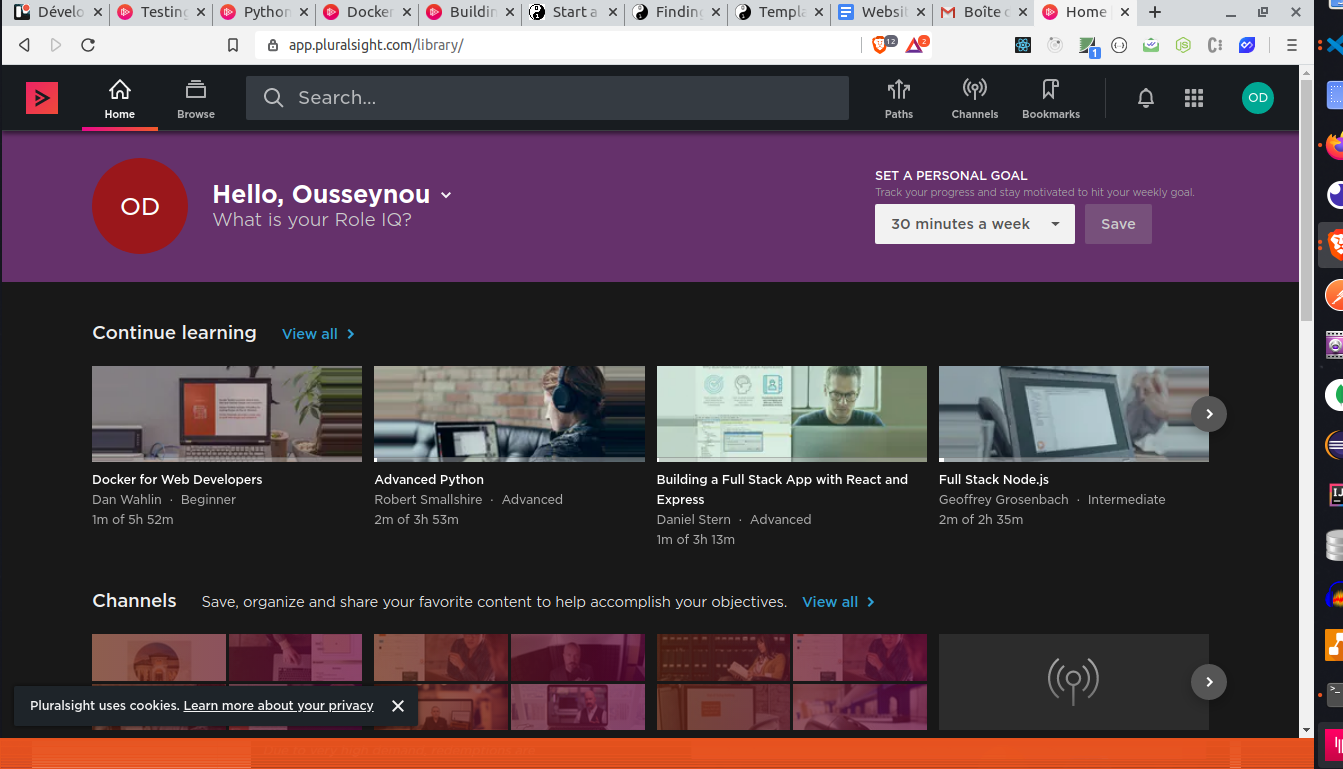 Dévelo
Testing
Python
Docker
Buildin
Start a
Finding
Templa
Websit
Boîte c
Home
app.pluralsight.com/library/
12
2
1
Home
Browse
Search...
Paths
Channels
Bookmarks
OD
OD
Hello, Ousseynou
What is your Role IQ?
SET A PERSONAL GOAL
Track your progress and stay motivated to hit your weekly goal.
30 minutes a week
Save
Continue learning
View all
Docker for Web Developers
Dan Wahlin · Beginner
1m of 5h 52m
Advanced Python
Robert Smallshire · Advanced
2m of 3h 53m
Building a Full Stack App with React and
Express
Daniel Stern · Advanced
1m of 3h 13m
Full Stack Node.js
Geoffrey Grosenbach · Intermediate
2m of 2h 35m
Channels
Save, organize and share your favorite content to help accomplish your objectives.
View all
Pluralsight uses cookies. Learn more about your privacy